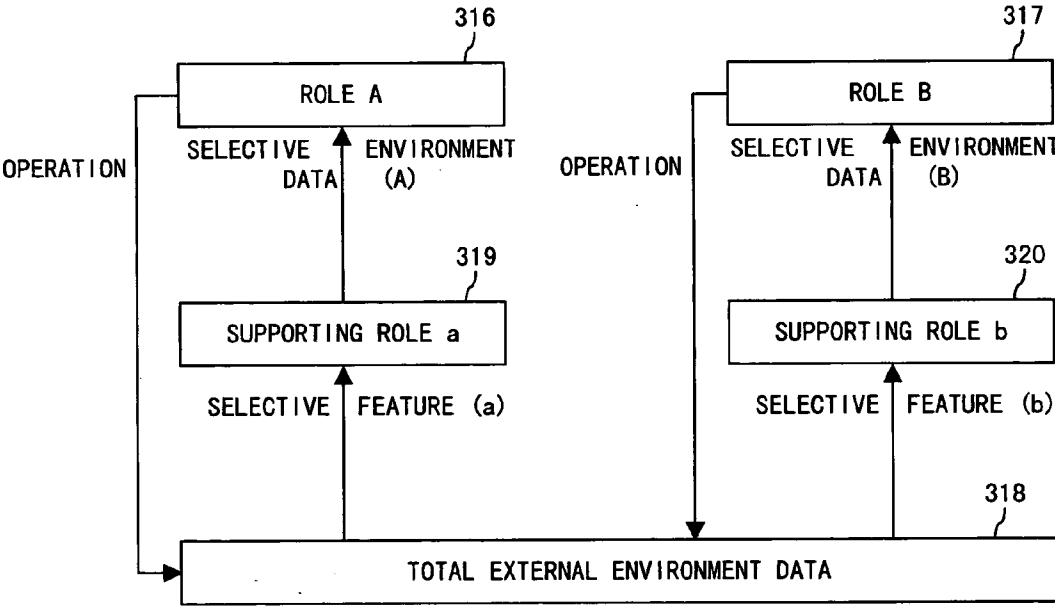 316
317
ROLE A
ROLE B
SELECTIVE ENVIRONMENT
DATA (A)
OPERATION
SELECTIVE ENVIRONMENT
DATA (B)
OPERATION
319
320
SUPPORTING ROLE a
SUPPORTING ROLE b
SELECTIVE FEATURE (a)
SELECTIVE FEATURE (b)
318
TOTAL EXTERNAL ENVIRONMENT DATA